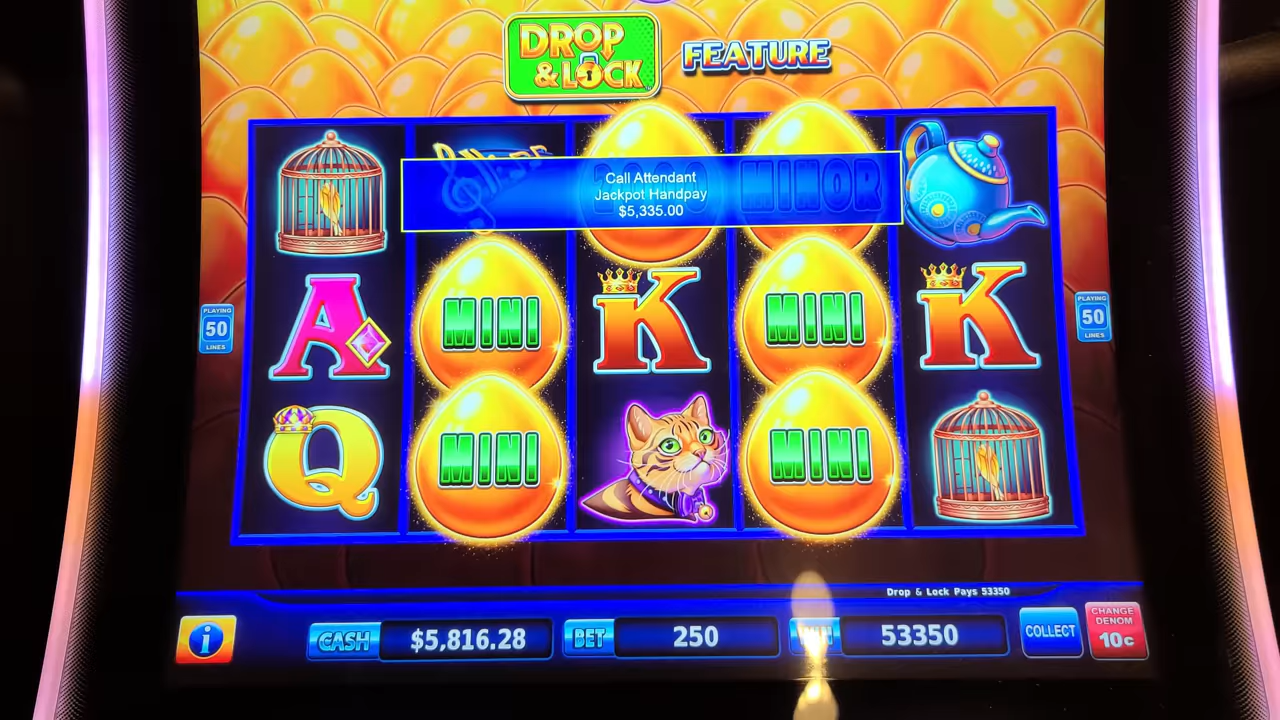 DROP
& LOCK
FEATURE
Call Attendant
Jackpot Handpay
$5,335.00
MINOR
A
MINI
K
MINI
K
PLAYING
50
LINES
PLAYING
50
LINES
Q
MINI
MINI
Drop & Lock Pays 53350
i
CASH
$5,816.28
BET
250
53350
COLLECT
CHANGE
DENOM
10¢